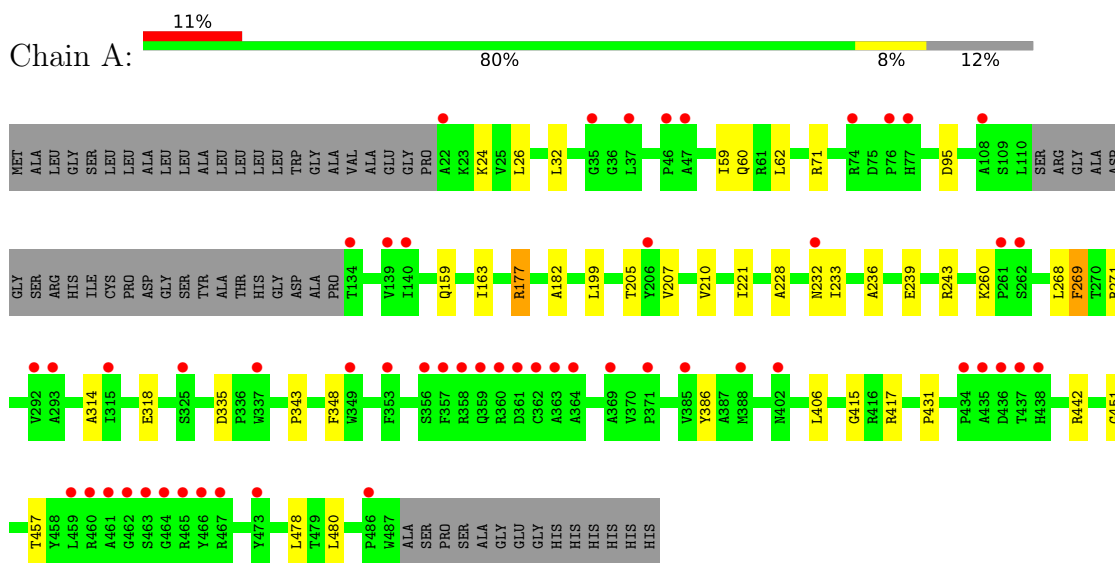 11%
Chain A:
80% 8% 12%
MET ALA LEU GLY SER LEU LEU ALA LEU LEU ALA LEU LEU LEU LEU TRP GLY ALA VAL ALA GLU GLY PRO A22 K23 K24 V25 L26 L32 G35 G36 L37 P46 A47 I59 Q60 R61 L62 R71 R74 D75 P76 H77 D95 A108 S109 L110 SER ARG GLY ALA ASP
GLY SER ARG HIS ILE CYS PRO ASP GLY SER TYR ALA THR HIS GLY ASP ALA PRO T134 V139 I140 Q159 I163 R177 A182 L199 T205 Y206 V207 V210 I221 A228 N232 I233 A236 E239 R243 K260 P261 S262 L268 F269 T270
V292 A293 A314 I315 E318 S325 D335 P336 W337 P343 F348 W349 F353 S356 F357 R358 Q359 R360 D361 C362 A363 A364 A369 V370 P371 V385 Y386 A387 M388 N402 L406 G415 R416 R417 P431 P434 A435 D436 T437 H438 R442
T457 Y458 L459 R460 A461 G462 S463 G464 R465 Y466 R467 Y473 L478 T479 L480 P486 W487 ALA SER PRO SER ALA GLY GLU GLY HIS HIS HIS HIS HIS HIS